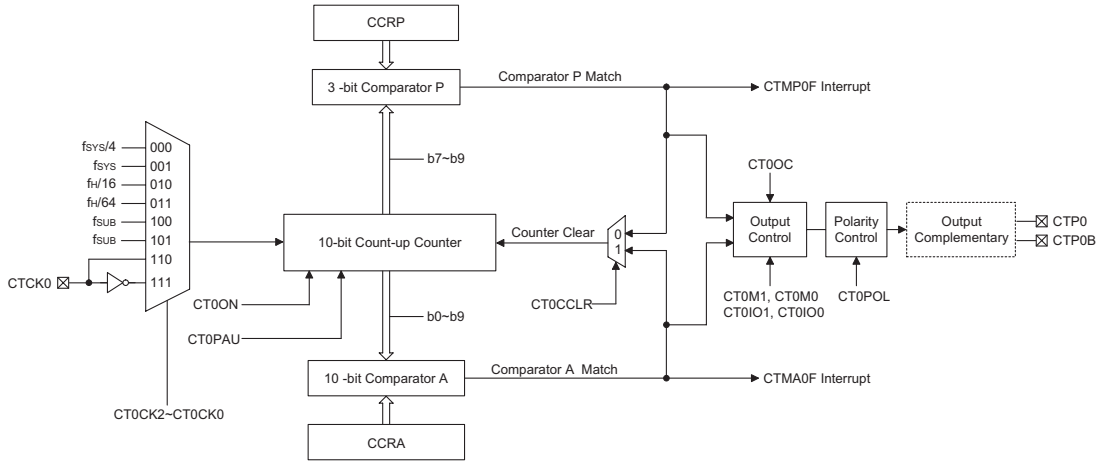 CCRP
3 -bit Comparator P
Comparator P Match
CTMP0F Interrupt
b7~b9
fSYS/4
000
fSYS
001
fH/16
010
fH/64
011
fSUB
100
fSUB
101
110
111
CTCK0
CT0CK2~CT0CK0
10-bit Count-up Counter
CT0ON
CT0PAU
Counter Clear
0
1
CT0CCLR
CT0OC
Output
Control
CT0M1, CT0M0
CT0IO1, CT0IO0
Polarity
Control
CT0POL
Output
Complementary
CTP0
CTP0B
b0~b9
10 -bit Comparator A
Comparator A Match
CTMA0F Interrupt
CCRA